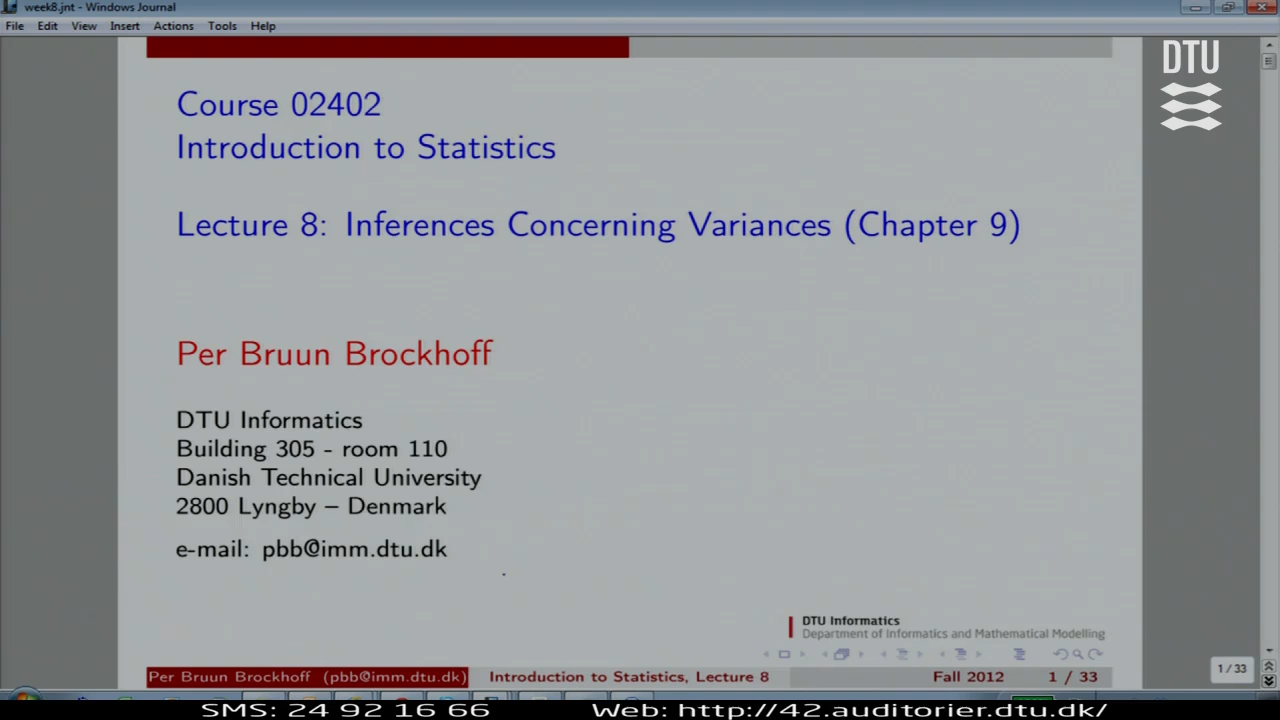 week8.jnt - Windows Journal
File Edit View Insert Actions Tools Help
DTU
Course 02402
Introduction to Statistics
Lecture 8: Inferences Concerning Variances (Chapter 9)
Per Bruun Brockhoff
DTU Informatics
Building 305 - room 110
Danish Technical University
2800 Lyngby – Denmark
e-mail: pbb@imm.dtu.dk
DTU Informatics
Department of Informatics and Mathematical Modelling
Per Bruun Brockhoff (pbb@imm.dtu.dk) Introduction to Statistics, Lecture 8 Fall 2012 1 / 33
1 / 33
SMS: 24 92 16 66 Web: http://42.auditorier.dtu.dk/